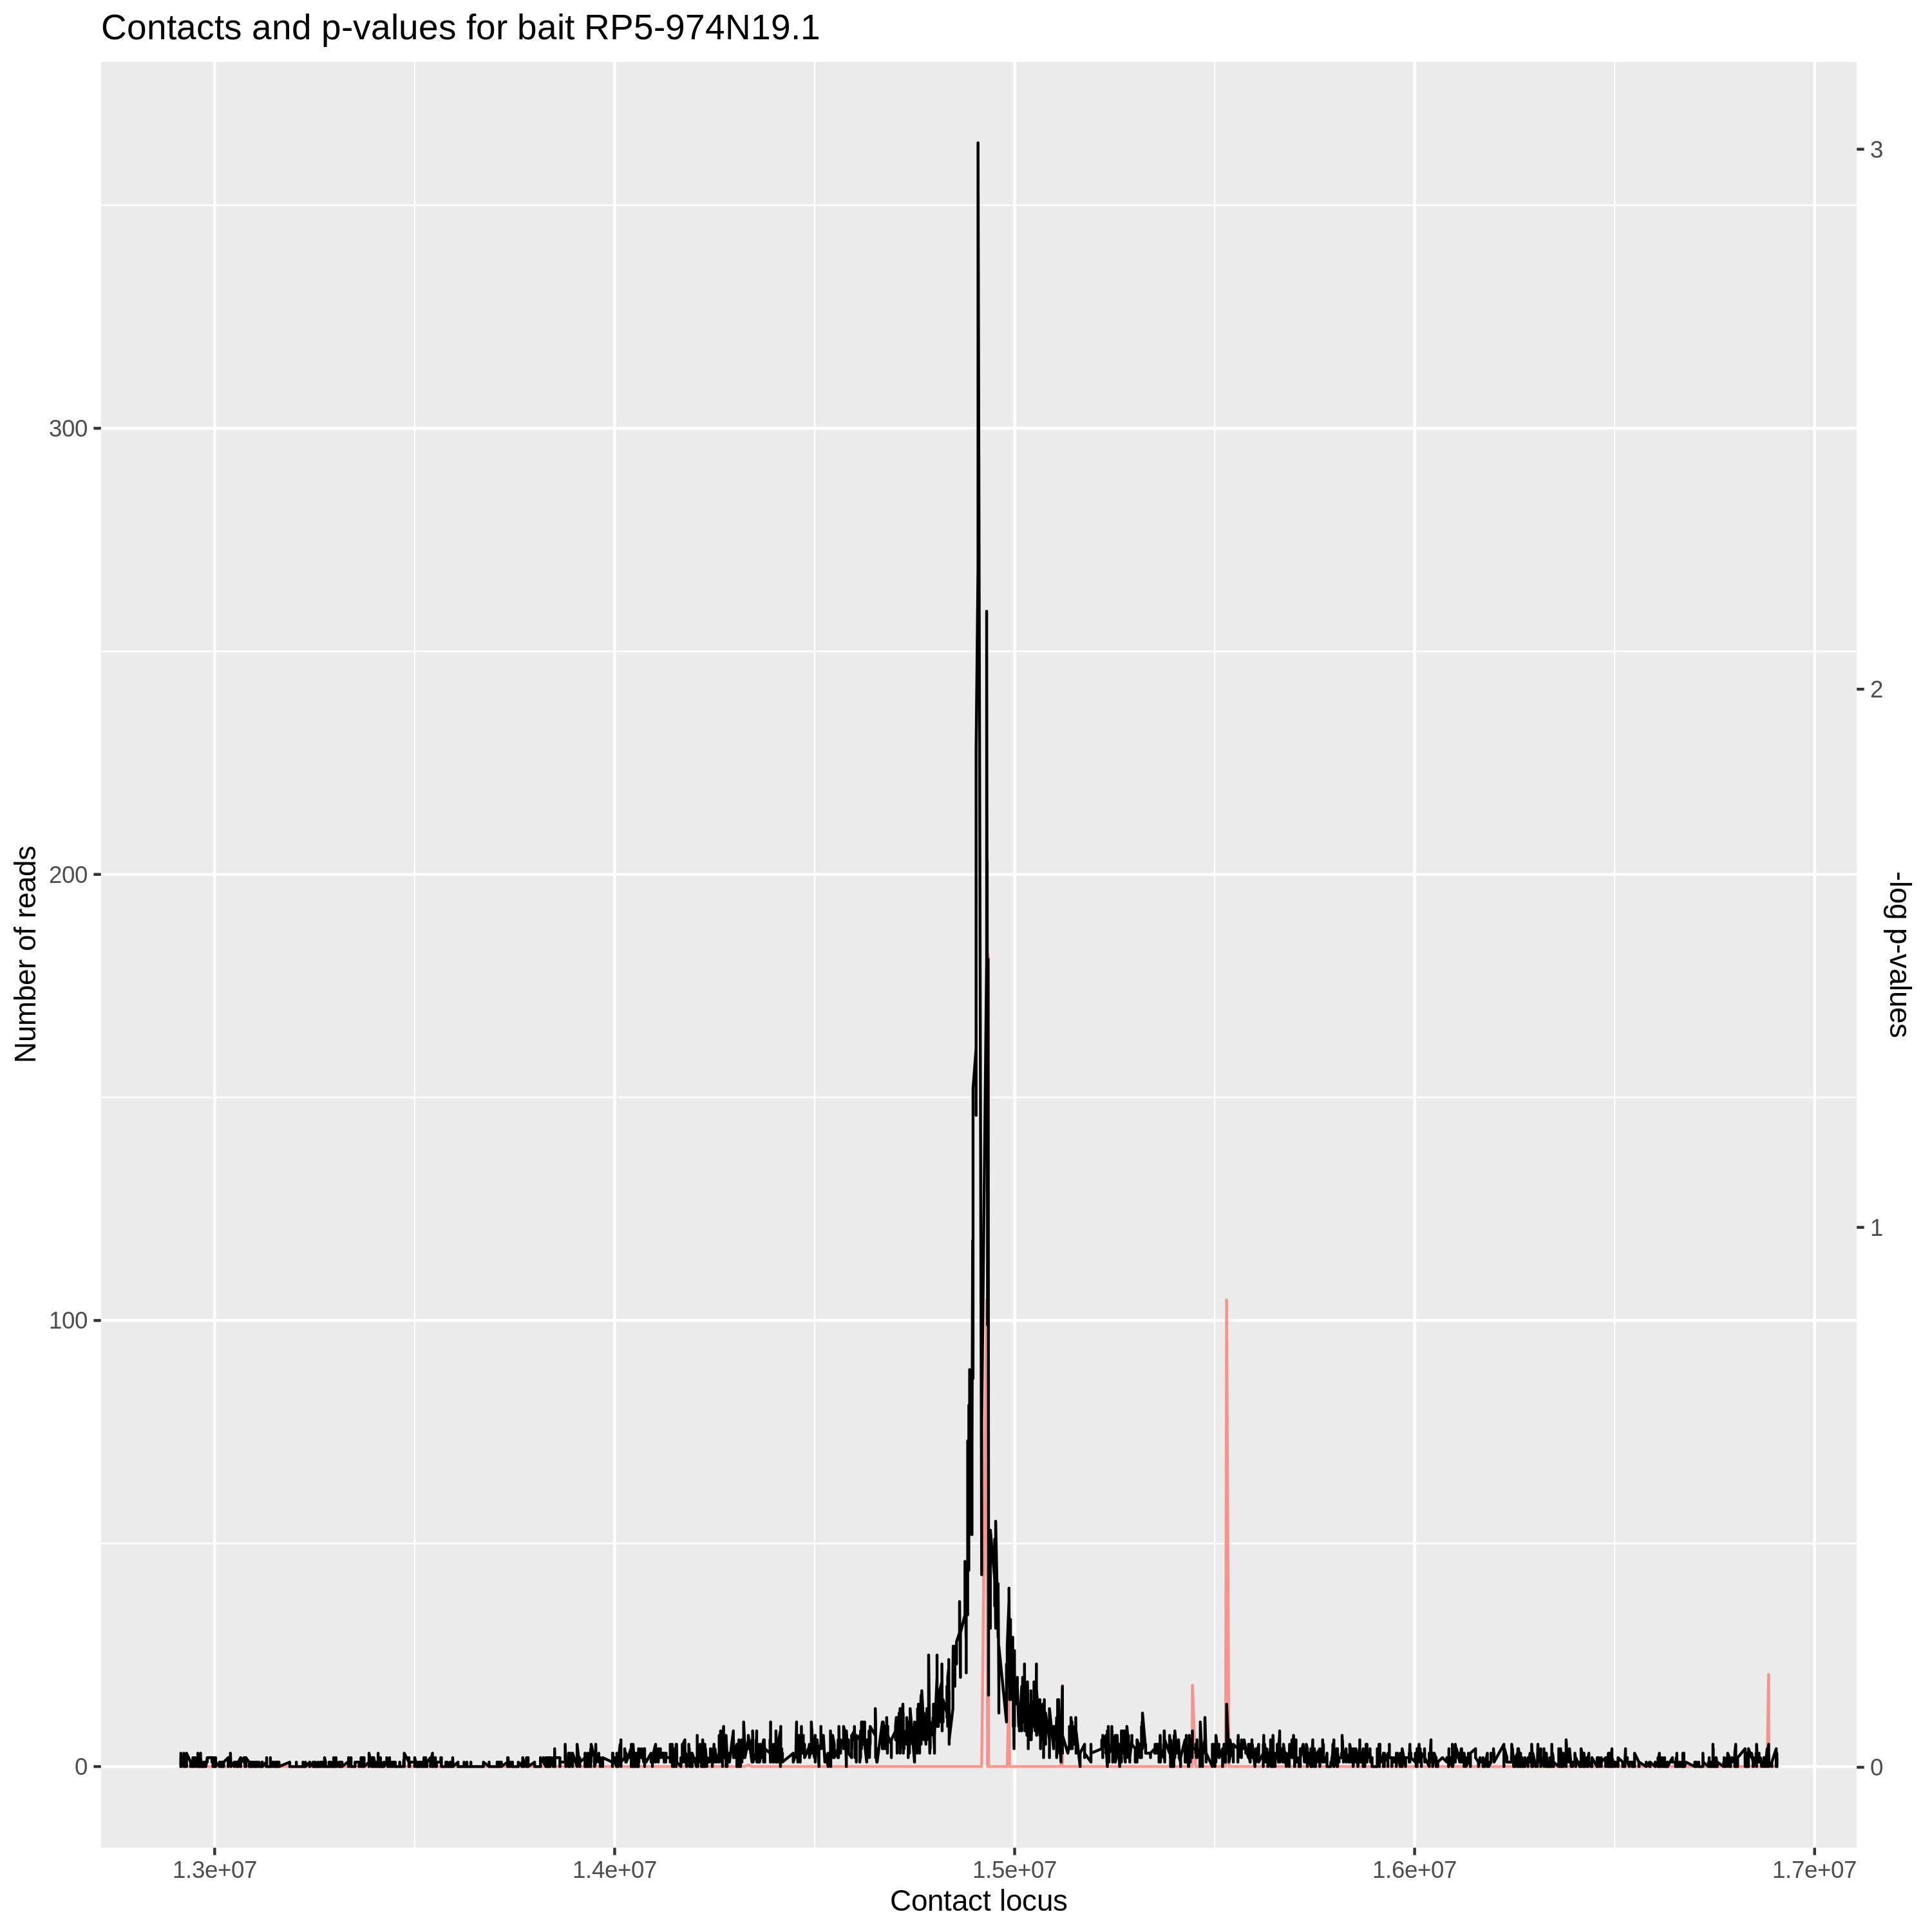 Contacts and p-values for bait RP5-974N19.1
300
200
100
0
Number of reads
3
2
1
0
-log p-values
1.3e+07
1.4e+07
1.5e+07
1.6e+07
1.7e+07
Contact locus